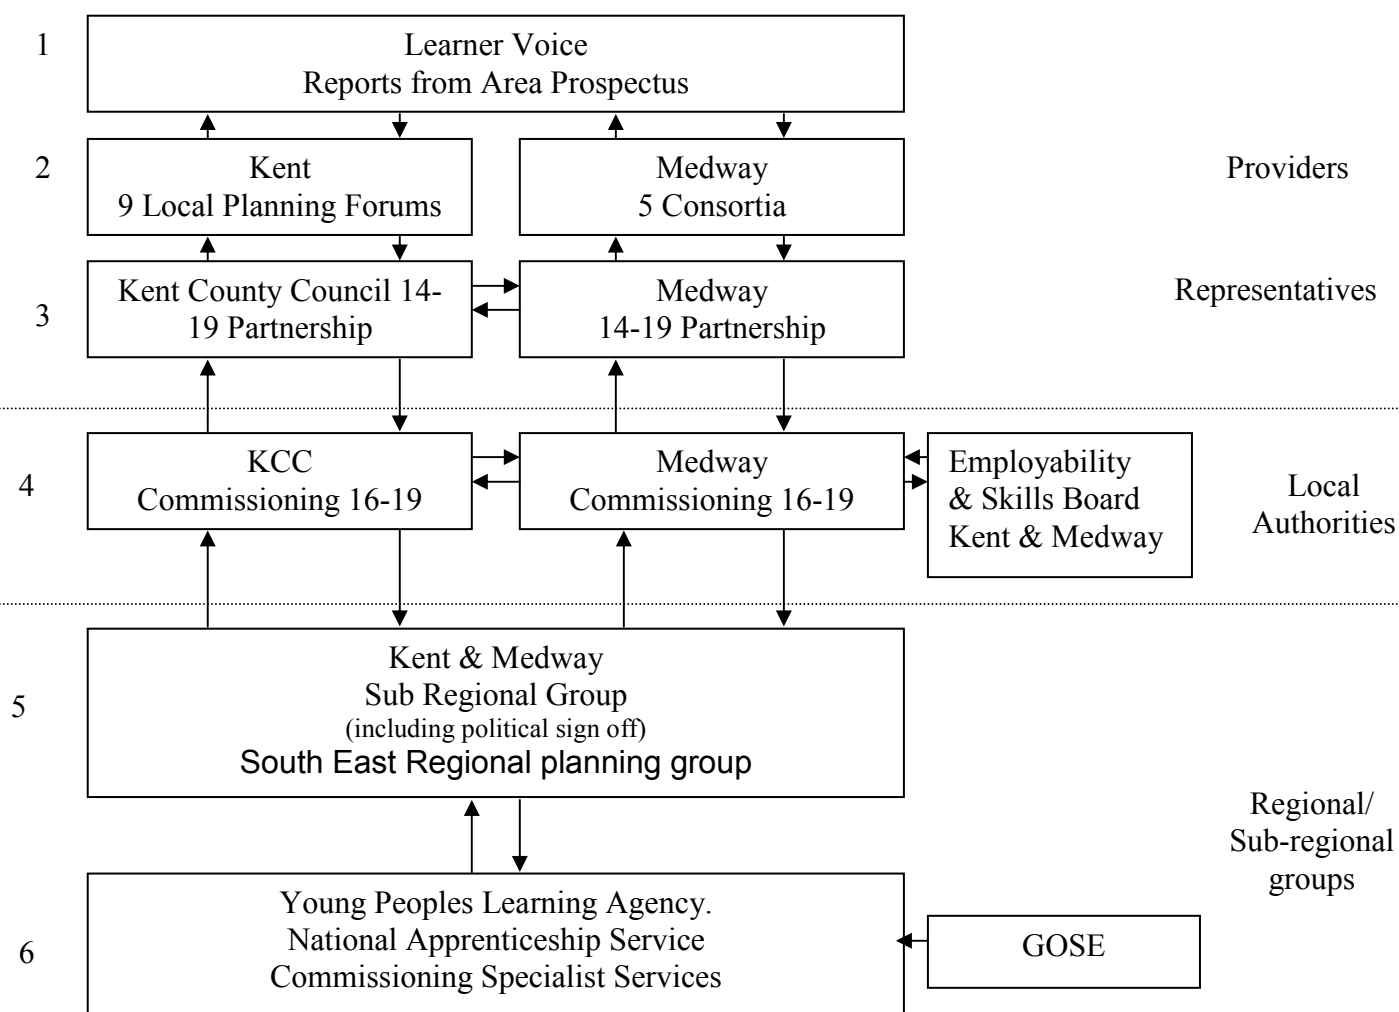 1
Learner Voice
Reports from Area Prospectus
2
Kent
9 Local Planning Forums
Medway
5 Consortia
Providers
3
Kent County Council 14-
19 Partnership
Medway
14-19 Partnership
Representatives
4
KCC
Commissioning 16-19
Medway
Commissioning 16-19
Employability
& Skills Board
Kent & Medway
Local
Authorities
5
Kent & Medway
Sub Regional Group
(including political sign off)
South East Regional planning group
Regional/
Sub-regional
groups
6
Young Peoples Learning Agency.
National Apprenticeship Service
Commissioning Specialist Services
GOSE